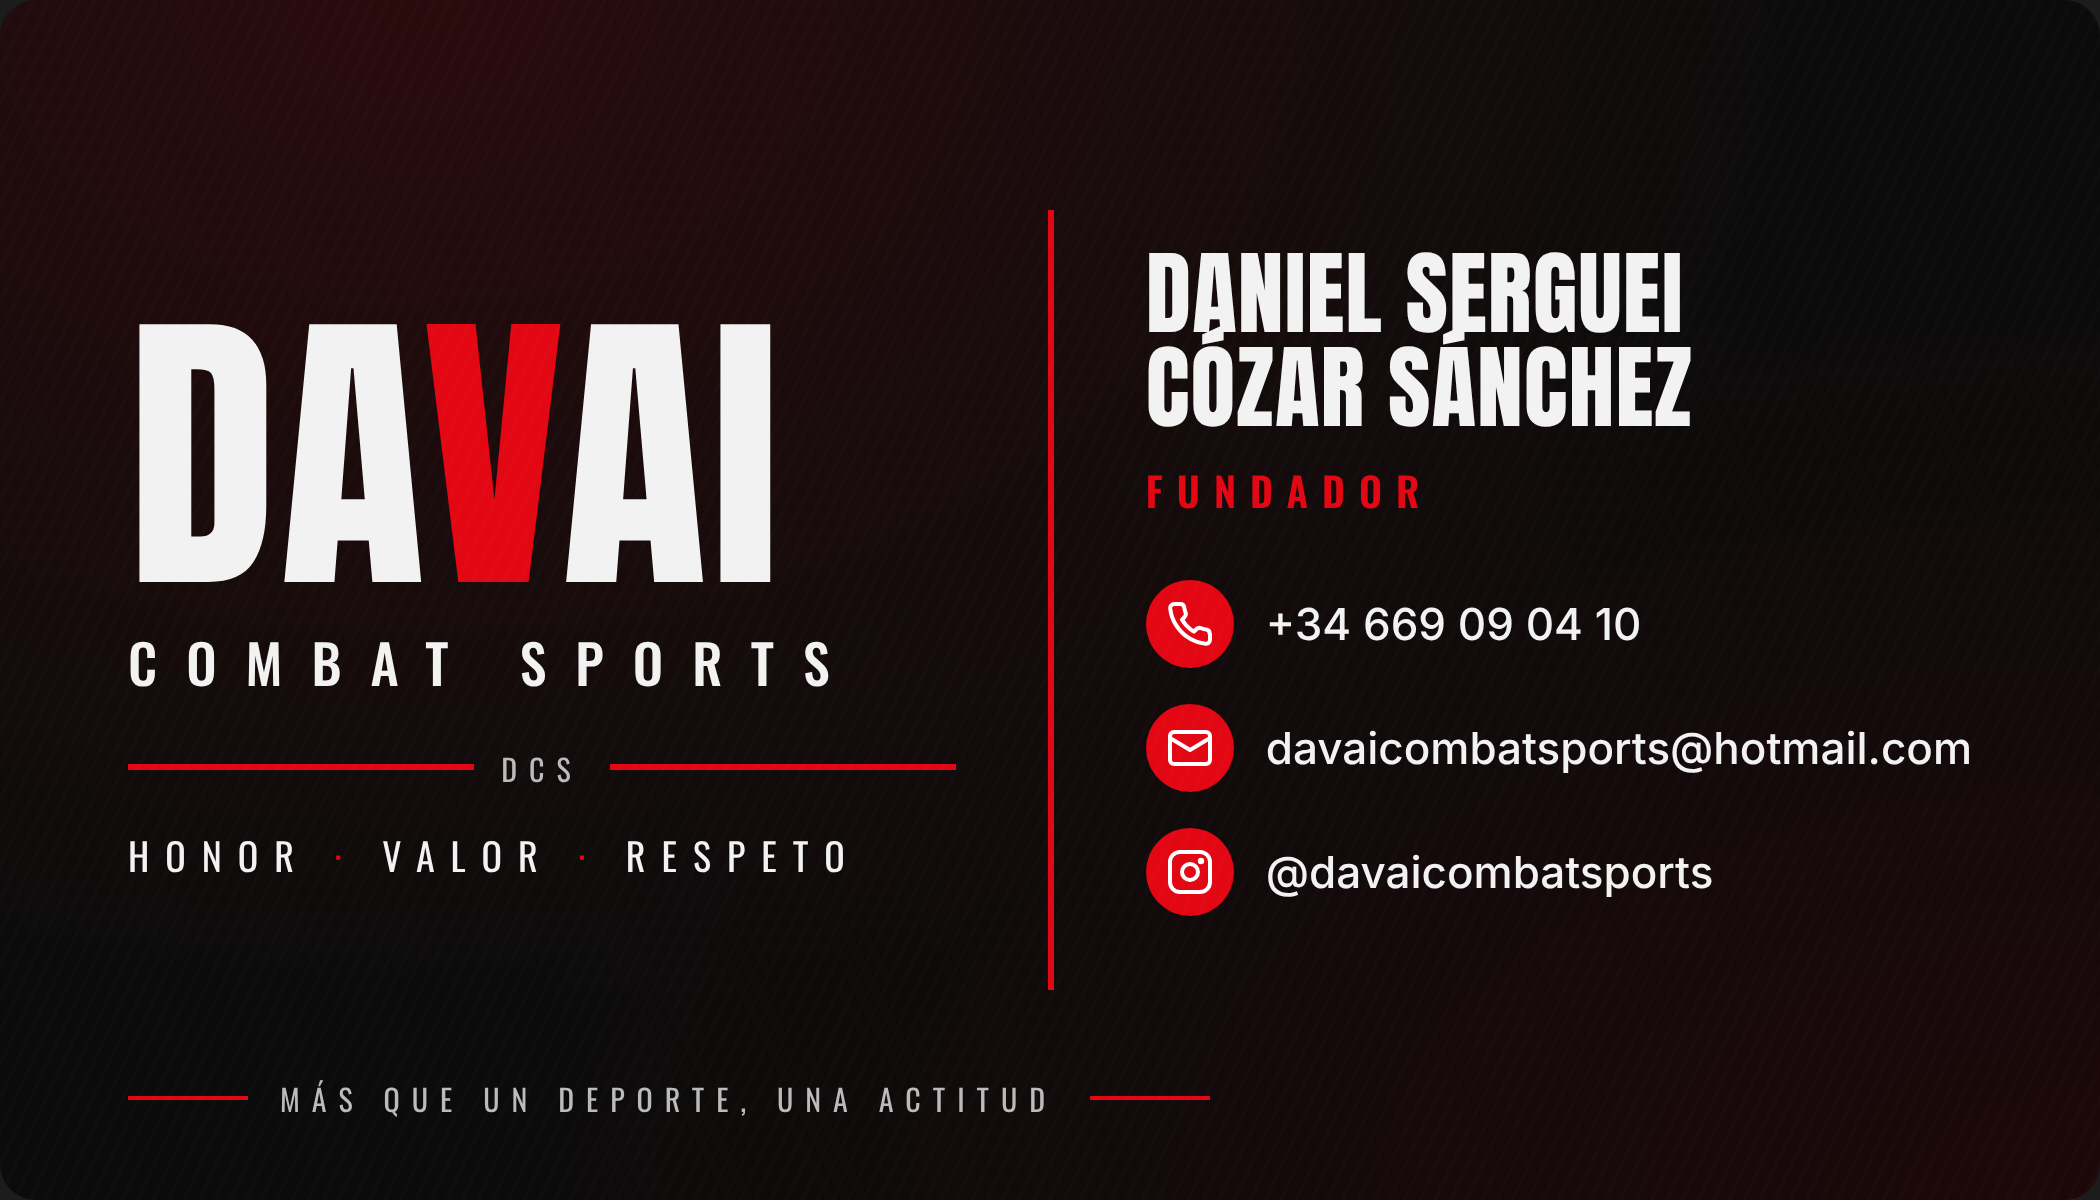 DAVAI
COMBAT SPORTS
DCS
HONOR · VALOR · RESPETO
DANIEL SERGUEI
CÓZAR SÁNCHEZ
FUNDADOR
+34 669 09 04 10
davaicombatsports@hotmail.com
@davaicombatsports
MÁS QUE UN DEPORTE, UNA ACTITUD